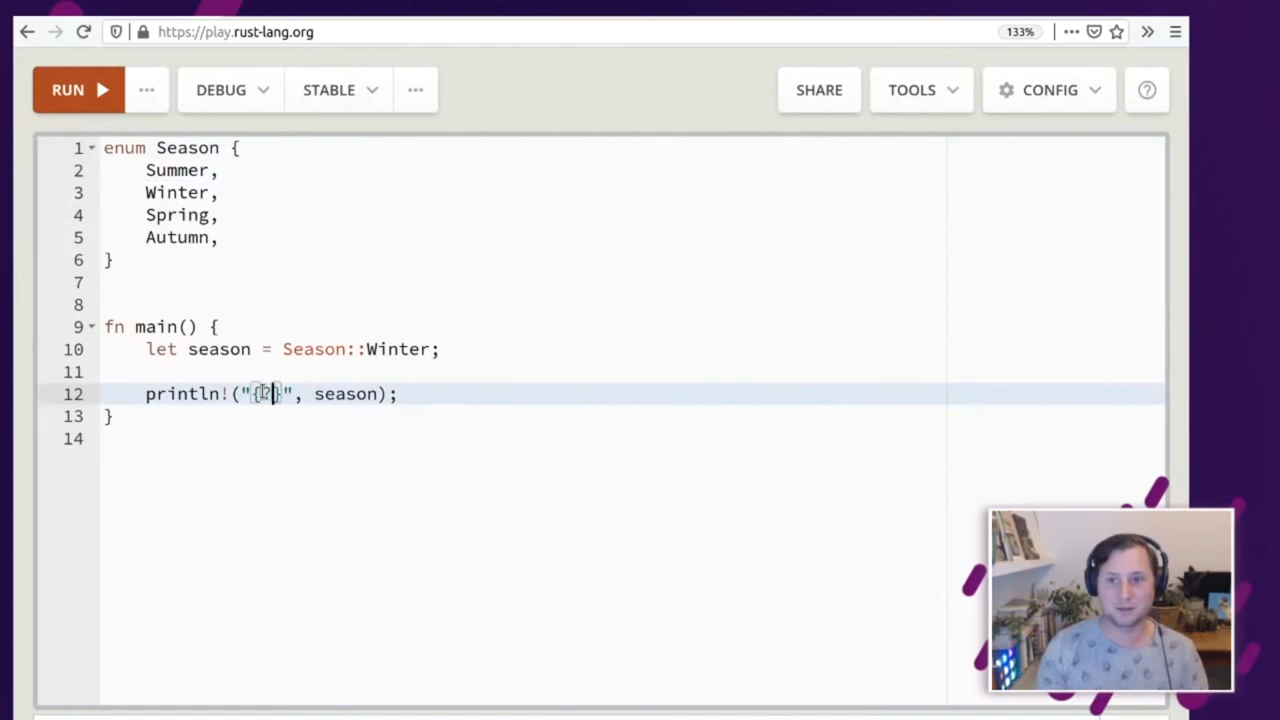 https://play.rust-lang.org 133%
RUN DEBUG STABLE SHARE TOOLS CONFIG
1 enum Season {
2     Summer,
3     Winter,
4     Spring,
5     Autumn,
6 }
7
8
9 fn main() {
10     let season = Season::Winter;
11
12     println!("{?}", season);
13 }
14